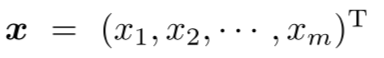 x = (x₁, x₂, ⋯ , xₘ)ᵀ